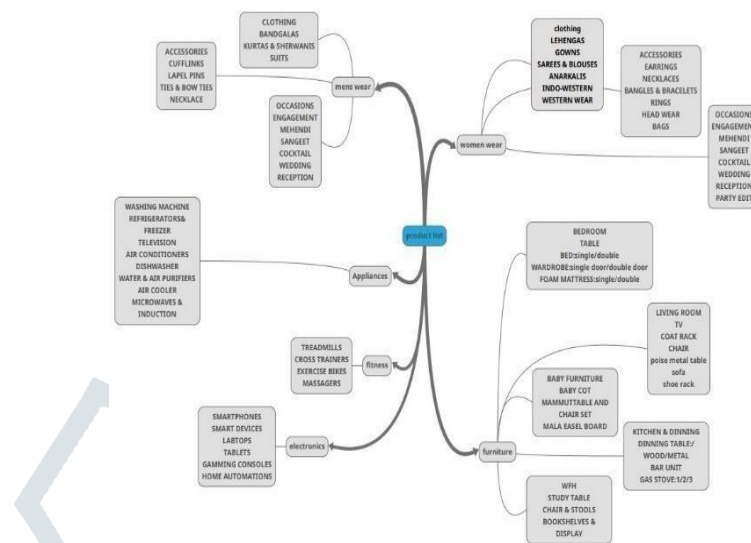 CLOTHING
BANDGALAS
KURTAS & SHERWANIS
SUITS
ACCESSORIES
CUFFLINKS
LAPEL PINS
TIES & BOW TIES
NECKLACE
mens wear
OCCASIONS
ENGAGEMENT
MEHENDI
SANGEET
COCKTAIL
WEDDING
RECEPTION
clothing
LEHENGAS
GOWNS
SAREES & BLOUSES
ANARKALIS
INDO-WESTERN
WESTERN WEAR
ACCESSORIES
EARRINGS
NECKLACES
BANGLES & BRACELETS
RINGS
HEAD WEAR
BAGS
women wear
OCCASIONS
ENGAGEMENT
MEHENDI
SANGEET
COCKTAIL
WEDDING
RECEPTION
PARTY EDIT
product list
WASHING MACHINE
REFRIGERATORS&
FREEZER
TELEVISION
AIR CONDITIONERS
DISHWASHER
WATER & AIR PURIFIERS
AIR COOLER
MICROWAVES &
INDUCTION
Appliances
TREADMILLS
CROSS TRAINERS
EXERCISE BIKES
MASSAGERS
fitness
SMARTPHONES
SMART DEVICES
LABTOPS
TABLETS
GAMMING CONSOLES
HOME AUTOMATIONS
electronics
BEDROOM
TABLE
BED:single/double
WARDROBE:single door/double door
FOAM MATTRESS:single/double
LIVING ROOM
TV
COAT RACK
CHAIR
poise metal table
sofa
shoe rack
BABY FURNITURE
BABY COT
MAMMUTTABLE AND
CHAIR SET
MALA EASEL BOARD
furniture
KITCHEN & DINNING
DINNING TABLE:/
WOOD/METAL
BAR UNIT
GAS STOVE:1/2/3
WFH
STUDY TABLE
CHAIR & STOOLS
BOOKSHELVES &
DISPLAY